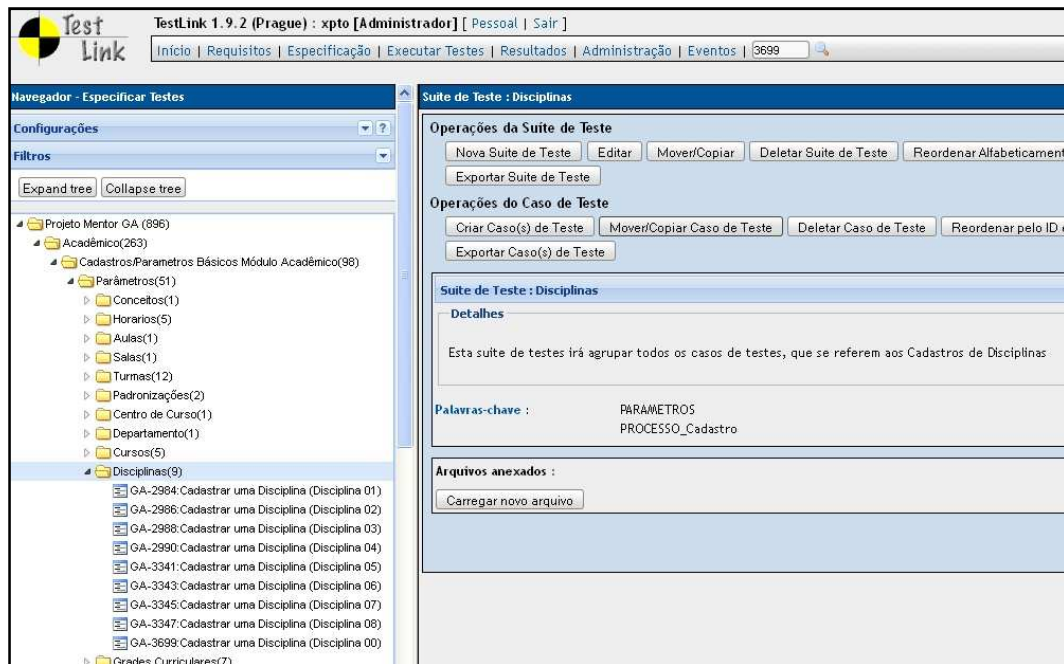 Test Link
TestLink 1.9.2 (Prague) : xpto [Administrador] [ Pessoal | Sair ]
Início | Requisitos | Especificação | Executar Testes | Resultados | Administração | Eventos | 3699
Navegador - Especificar Testes
Configurações
?
Filtros
Expand tree Collapse tree
Projeto Mentor GA (896)
Acadêmico(263)
Cadastros/Parametros Básicos Módulo Acadêmico(98)
Parâmetros(51)
Conceitos(1)
Horarios(5)
Aulas(1)
Salas(1)
Turmas(12)
Padronizações(2)
Centro de Curso(1)
Departamento(1)
Cursos(5)
Disciplinas(9)
GA-2984:Cadastrar uma Disciplina (Disciplina 01)
GA-2986:Cadastrar uma Disciplina (Disciplina 02)
GA-2988:Cadastrar uma Disciplina (Disciplina 03)
GA-2990:Cadastrar uma Disciplina (Disciplina 04)
GA-3341:Cadastrar uma Disciplina (Disciplina 05)
GA-3343:Cadastrar uma Disciplina (Disciplina 06)
GA-3345:Cadastrar uma Disciplina (Disciplina 07)
GA-3347:Cadastrar uma Disciplina (Disciplina 08)
GA-3699:Cadastrar uma Disciplina (Disciplina 00)
Grades Curriculares(7)
Suite de Teste : Disciplinas
Operações da Suíte de Teste
Nova Suite de Teste Editar Mover/Copiar Deletar Suite de Teste Reordenar Alfabeticament
Exportar Suite de Teste
Operações do Caso de Teste
Criar Caso(s) de Teste Mover/Copiar Caso de Teste Deletar Caso de Teste Reordenar pelo ID e
Exportar Caso(s) de Teste
Suite de Teste : Disciplinas
Detalhes
Esta suite de testes irá agrupar todos os casos de testes, que se referem aos Cadastros de Disciplinas
Palavras-chave : PARAMETROS
PROCESSO_Cadastro
Arquivos anexados :
Carregar novo arquivo